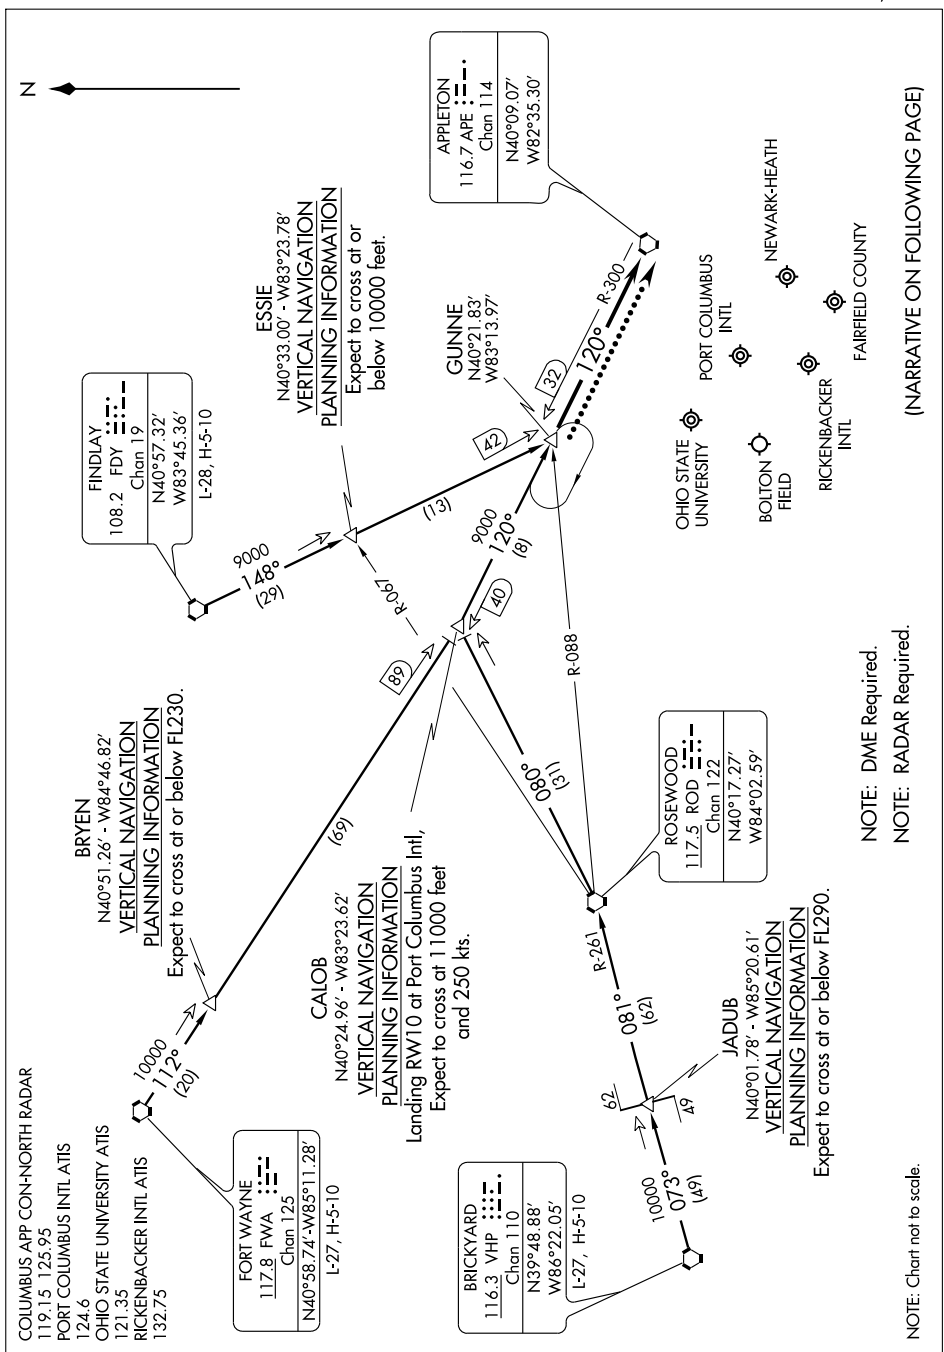 COLUMBUS APP CON-NORTH RADAR
119.15 125.95
PORT COLUMBUS INTL ATIS
124.6
OHIO STATE UNIVERSITY ATIS
121.35
RICKENBACKER INTL ATIS
132.75
N
FORT WAYNE
117.8 FWA
Chan 125
N40°58.74'-W85°11.28'
L-27, H-5-10
10000
112°
(20)
BRYEN
N40°51.26' - W84°46.82'
VERTICAL NAVIGATION
PLANNING INFORMATION
Expect to cross at or below FL230.
(69)
89
FINDLAY
108.2 FDY
Chan 19
N40°57.32'
W83°45.36'
L-28, H-5-10
9000
148°
(29)
ESSIE
N40°33.00' - W83°23.78'
VERTICAL NAVIGATION
PLANNING INFORMATION
Expect to cross at or
below 10000 feet.
R-067
(13)
42
CALOB
N40°24.96' - W83°23.62'
VERTICAL NAVIGATION
PLANNING INFORMATION
Landing RW10 at Port Columbus Intl,
Expect to cross at 11000 feet
and 250 kts.
40
9000
120°
(8)
GUNNE
N40°21.83'
W83°13.97'
32
120°
R-300
APPLETON
116.7 APE
Chan 114
N40°09.07'
W82°35.30'
BRICKYARD
116.3 VHP
Chan 110
N39°48.88'
W86°22.05'
L-27, H-5-10
10000
073°
(49)
62
49
JADUB
N40°01.78' - W85°20.61'
VERTICAL NAVIGATION
PLANNING INFORMATION
Expect to cross at or below FL290.
081°
(62)
R-261
ROSEWOOD
117.5 ROD
Chan 122
N40°17.27'
W84°02.59'
080°
(31)
R-088
OHIO STATE
UNIVERSITY
PORT COLUMBUS
INTL
NEWARK-HEATH
BOLTON
FIELD
RICKENBACKER
INTL
FAIRFIELD COUNTY
NOTE: DME Required.
NOTE: RADAR Required.
NOTE: Chart not to scale.
(NARRATIVE ON FOLLOWING PAGE)